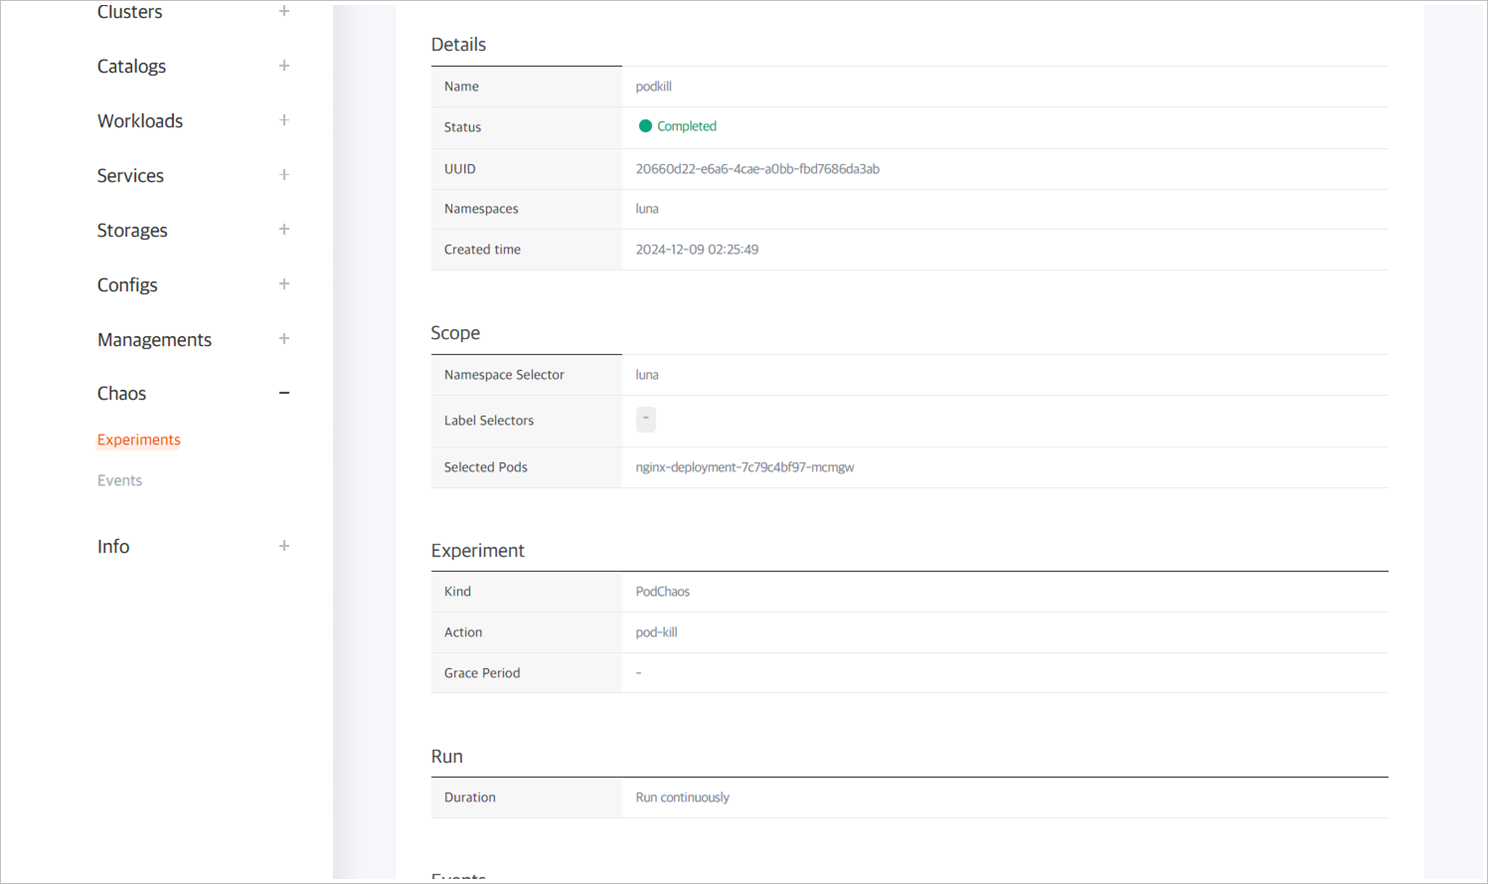 Clusters
Catalogs
Workloads
Services
Storages
Configs
Managements
Chaos
Experiments
Events
Info
Details
Name podkill
Status Completed
UUID 20660d22-e6a6-4cae-a0bb-fbd7686da3ab
Namespaces luna
Created time 2024-12-09 02:25:49
Scope
Namespace Selector luna
Label Selectors -
Selected Pods nginx-deployment-7c79c4bf97-mcmgw
Experiment
Kind PodChaos
Action pod-kill
Grace Period -
Run
Duration Run continuously
Events